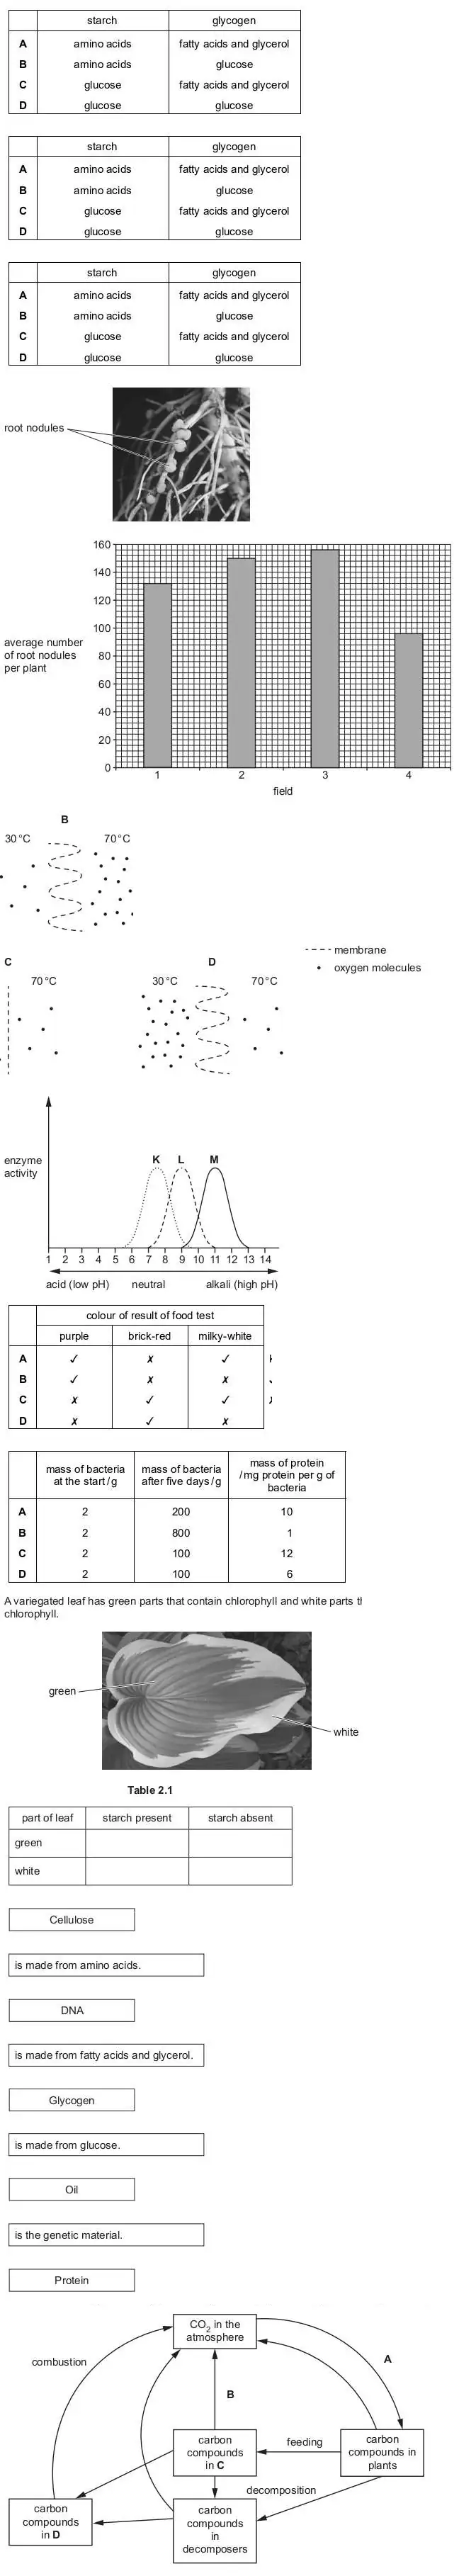 starch glycogen
A amino acids fatty acids and glycerol
B amino acids glucose
C glucose fatty acids and glycerol
D glucose glucose
starch glycogen
A amino acids fatty acids and glycerol
B amino acids glucose
C glucose fatty acids and glycerol
D glucose glucose
starch glycogen
A amino acids fatty acids and glycerol
B amino acids glucose
C glucose fatty acids and glycerol
D glucose glucose
root nodules
160
140
120
100
80
60
40
20
0
average number
of root nodules
per plant
1 2 3 4
field
B
30 °C 70 °C
membrane
oxygen molecules
C D
70 °C 30 °C 70 °C
enzyme
activity
K L M
1 2 3 4 5 6 7 8 9 10 11 12 13 14
acid (low pH) neutral alkali (high pH)
colour of result of food test
purple brick-red milky-white
A ✓ ✗ ✓
B ✓ ✗ ✗
C ✗ ✓ ✓
D ✗ ✓ ✗
mass of bacteria
at the start / g
mass of bacteria
after five days / g
mass of protein
/ mg protein per g of
bacteria
A 2 200 10
B 2 800 1
C 2 100 12
D 2 100 6
A variegated leaf has green parts that contain chlorophyll and white parts
chlorophyll.
green
white
Table 2.1
part of leaf starch present starch absent
green
white
Cellulose
is made from amino acids.
DNA
is made from fatty acids and glycerol.
Glycogen
is made from glucose.
Oil
is the genetic material.
Protein
CO2 in the
atmosphere
combustion
A
B
carbon
compounds
in C
feeding
carbon
compounds in
plants
decomposition
carbon
compounds
in D
carbon
compounds
in
decomposers